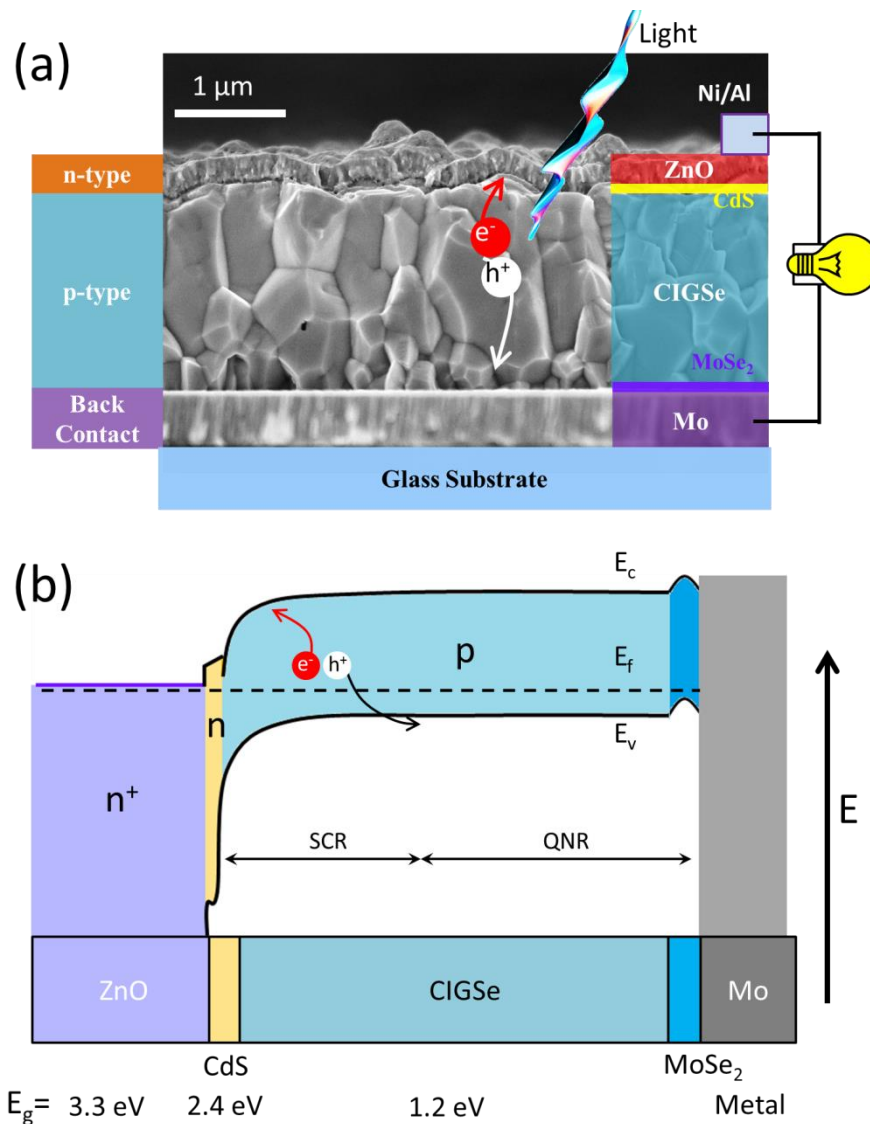 (a)
Light
1 μm
Ni/Al
n-type
ZnO
CdS
e-
h+
p-type
CIGSe
MoSe2
Back
Contact
Mo
Glass Substrate
(b)
Ec
p
e-
h+
Ef
n
Ev
n+
E
SCR
QNR
ZnO
CIGSe
Mo
CdS
MoSe2
Eg= 3.3 eV 2.4 eV 1.2 eV Metal